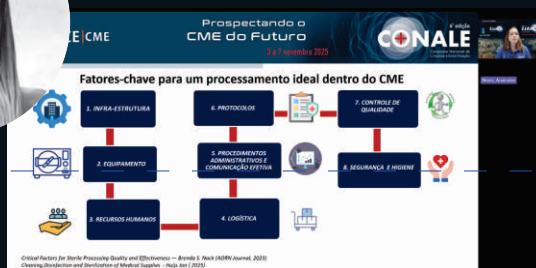 CE|CME
Prospectando o
CME do Futuro
3 a 7 novembro 2025
6ª edição
CONALE
Fatores-chave para um processamento ideal dentro do CME
1. INFRA-ESTRUTURA
6. PROTOCOLOS
7. CONTROLE DE
QUALIDADE
2. EQUIPAMENTO
5. PROCEDIMENTOS
ADMINISTRATIVOS E
COMUNICAÇÃO EFETIVA
8. SEGURANÇA E HIGIENE
3. RECURSOS HUMANOS
4. LOGÍSTICA
Critical Factors for Sterile Processing Quality and Effectiveness — Brenda S. Nack (AORN Journal, 2023)
Cleaning,Disinfection and Sterilization of Medical Supplies - Huijs Jan ( 2025)